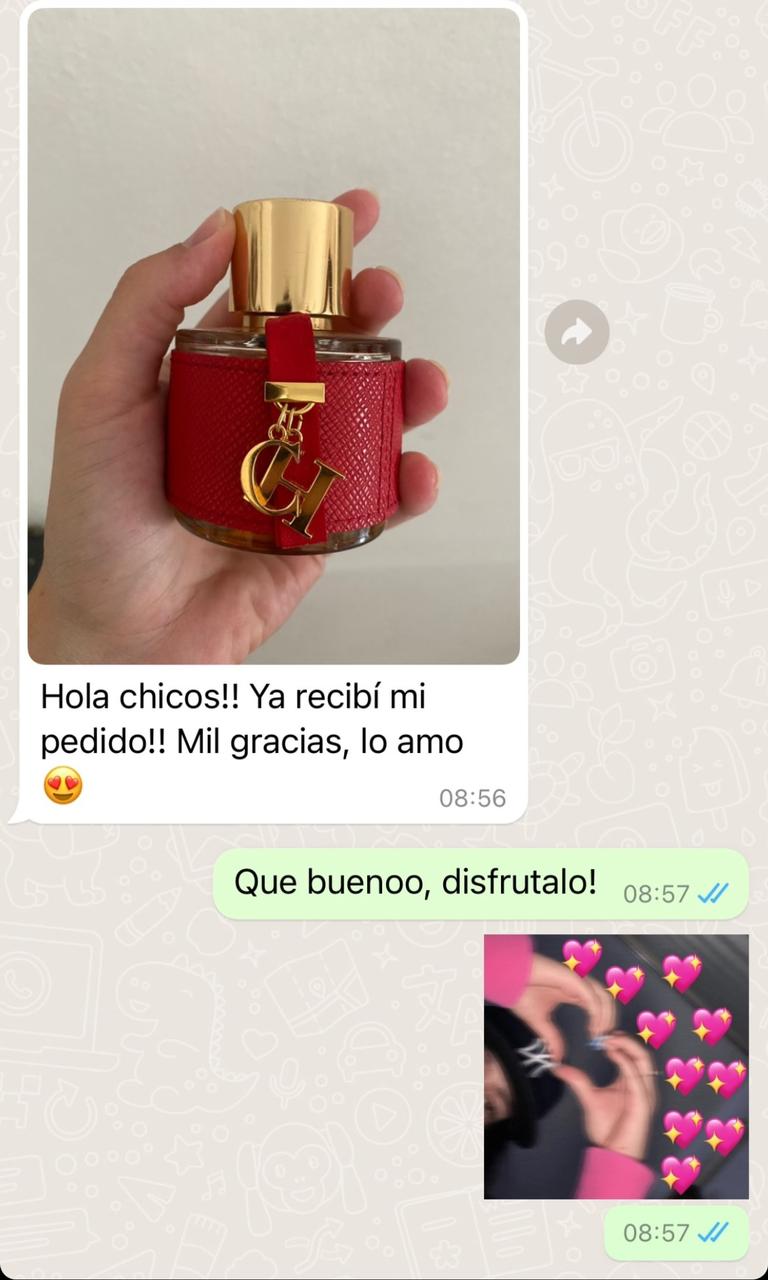 CH
Hola chicos!! Ya recibí mi
pedido!! Mil gracias, lo amo
😍
08:56
Que buenoo, disfrutalo!
08:57
NY
08:57